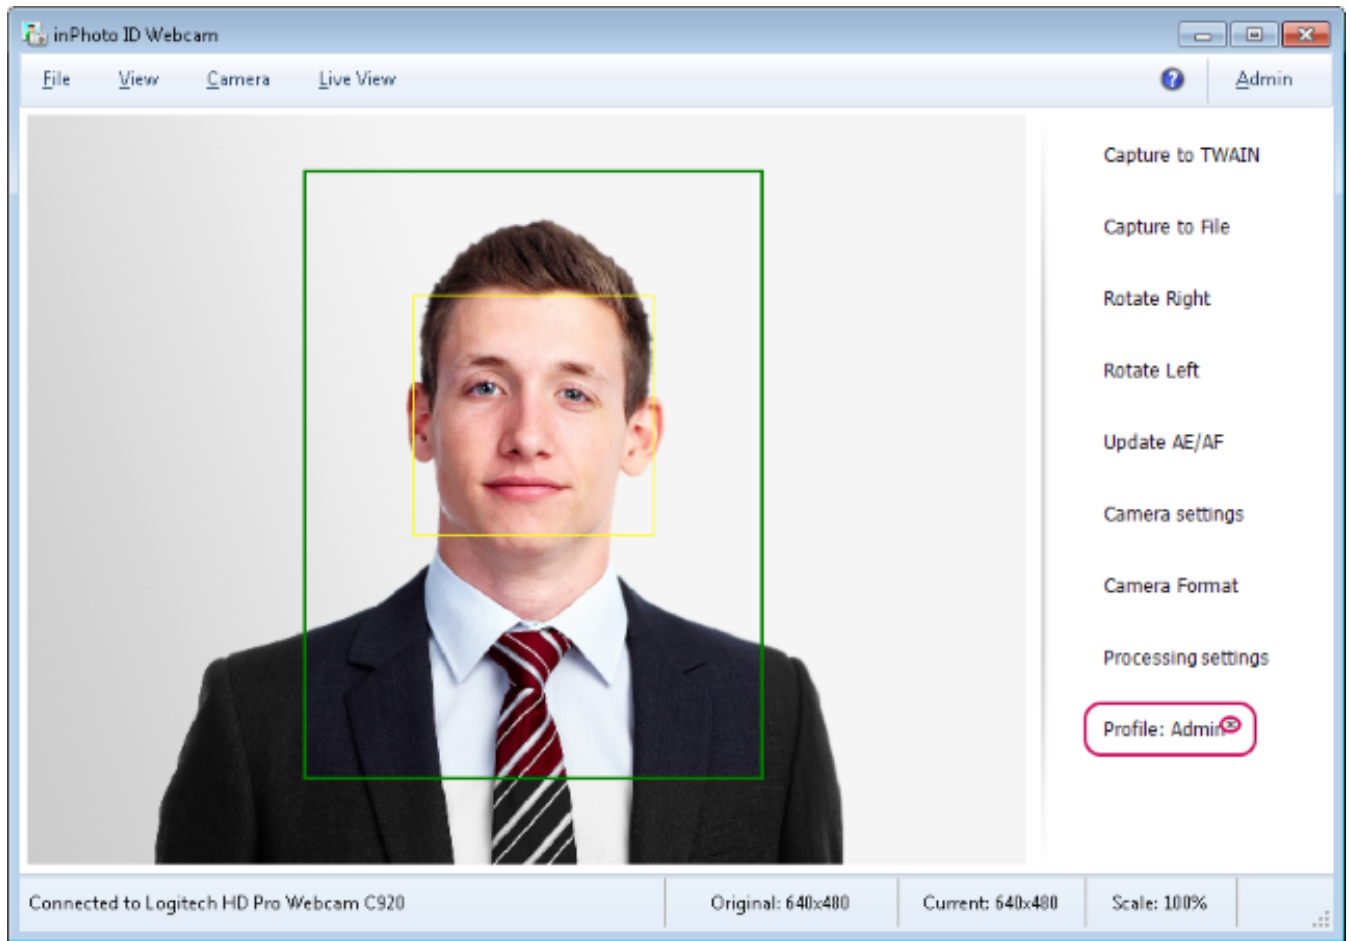 inPhoto ID Webcam
File View Camera Live View Admin
Capture to TWAIN
Capture to File
Rotate Right
Rotate Left
Update AE/AF
Camera settings
Camera Format
Processing settings
Profile: Admin
Connected to Logitech HD Pro Webcam C920 Original: 640x480 Current: 640x480 Scale: 100%